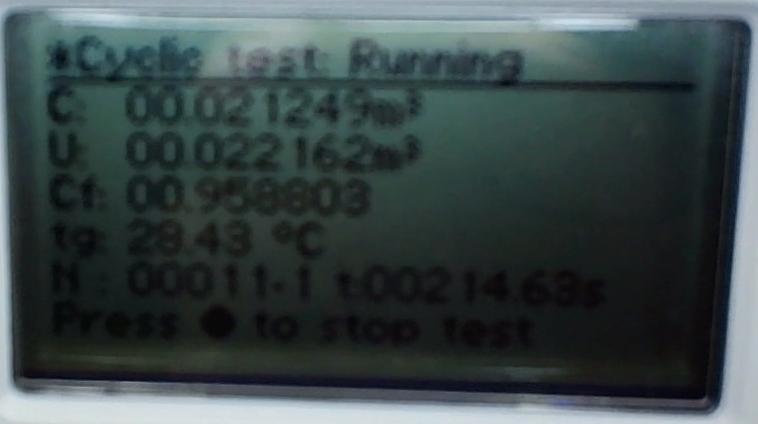 *Cyclic test: Running
C: 00.021249m³
U: 00.022162m³
Cf: 00.958803
tg: 28.43 °C
N : 00011-1 t:00214.63s
Press ● to stop test